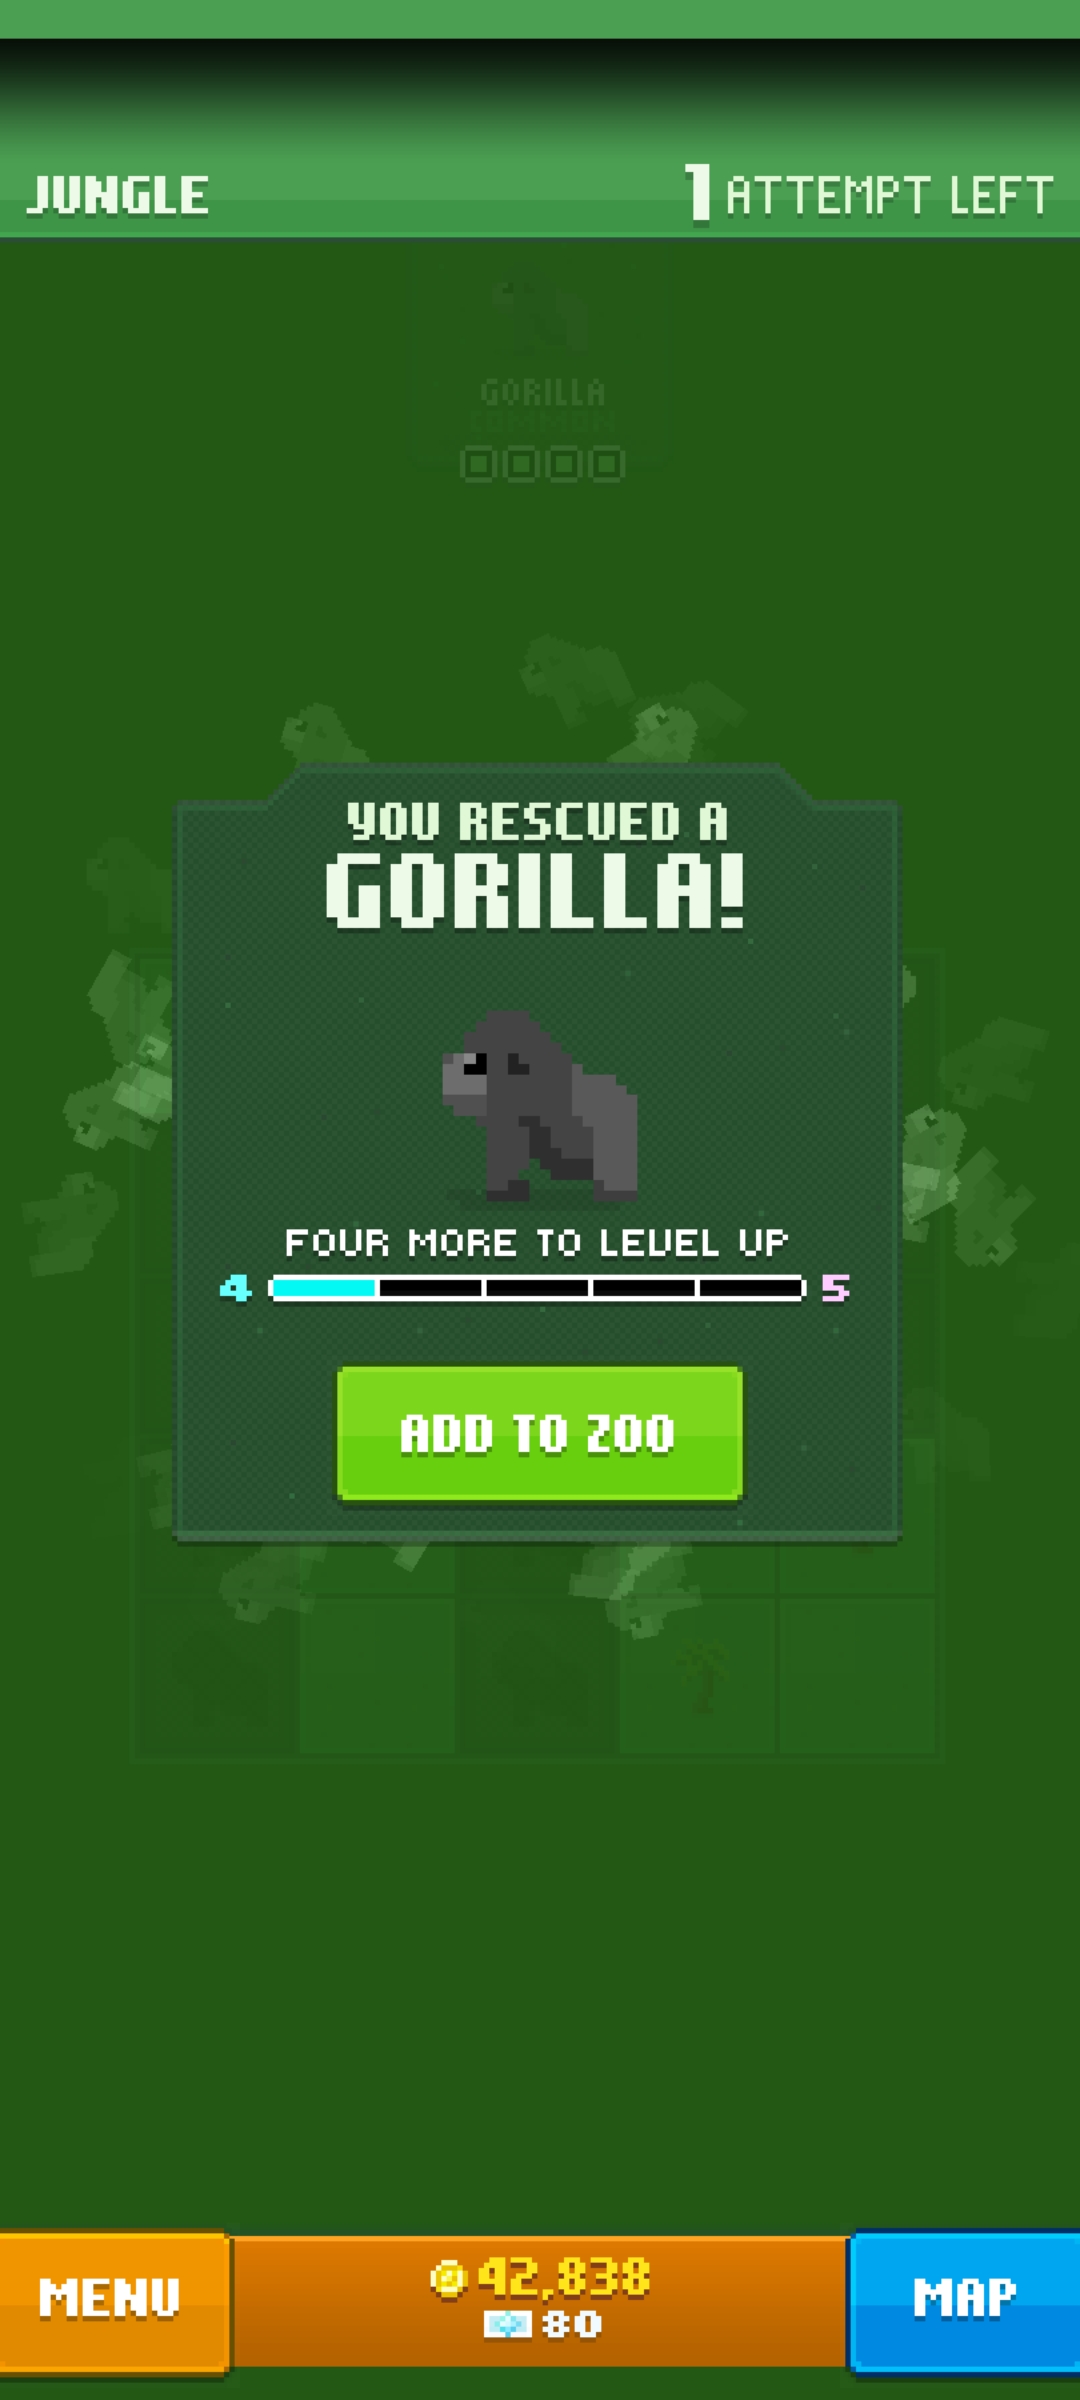 JUNGLE
1 ATTEMPT LEFT
GORILLA
COMMON
YOU RESCUED A
GORILLA!
FOUR MORE TO LEVEL UP
4 5
ADD TO ZOO
MENU
42,838
80
MAP